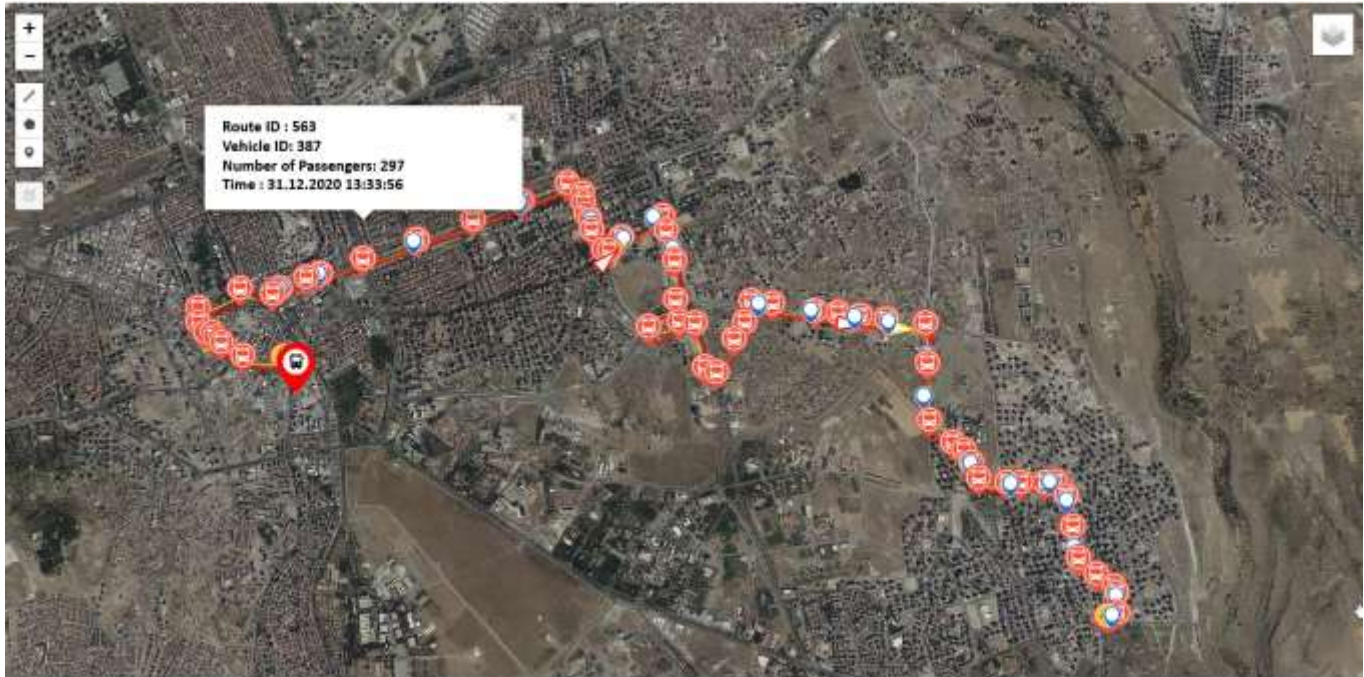 +
−
Route ID : 563
Vehicle ID: 387
Number of Passengers: 297
Time : 31.12.2020 13:33:56
×